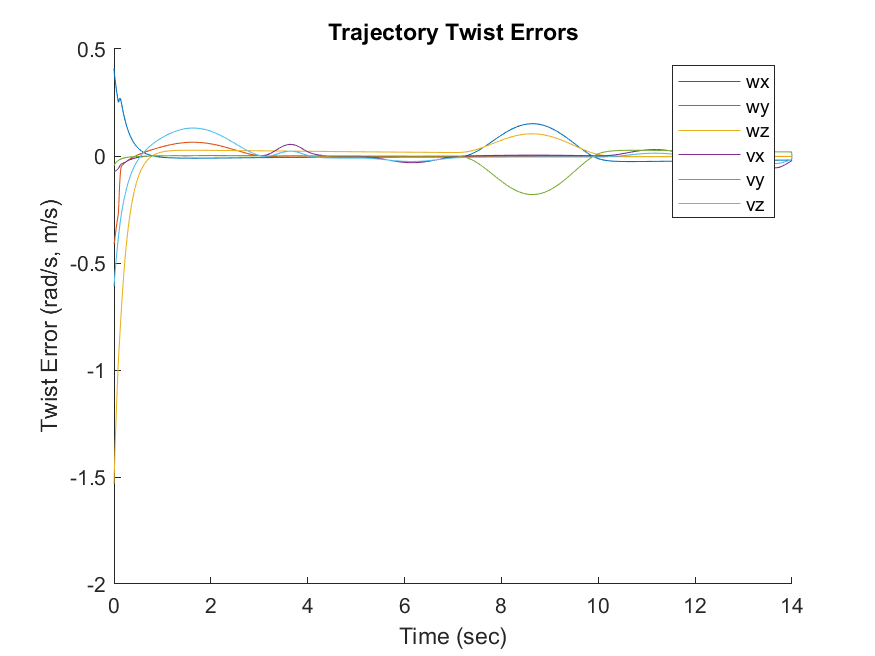 Trajectory Twist Errors
0.5
0
-0.5
-1
-1.5
-2
Twist Error (rad/s, m/s)
wx
wy
wz
vx
vy
vz
0 2 4 6 8 10 12 14
Time (sec)